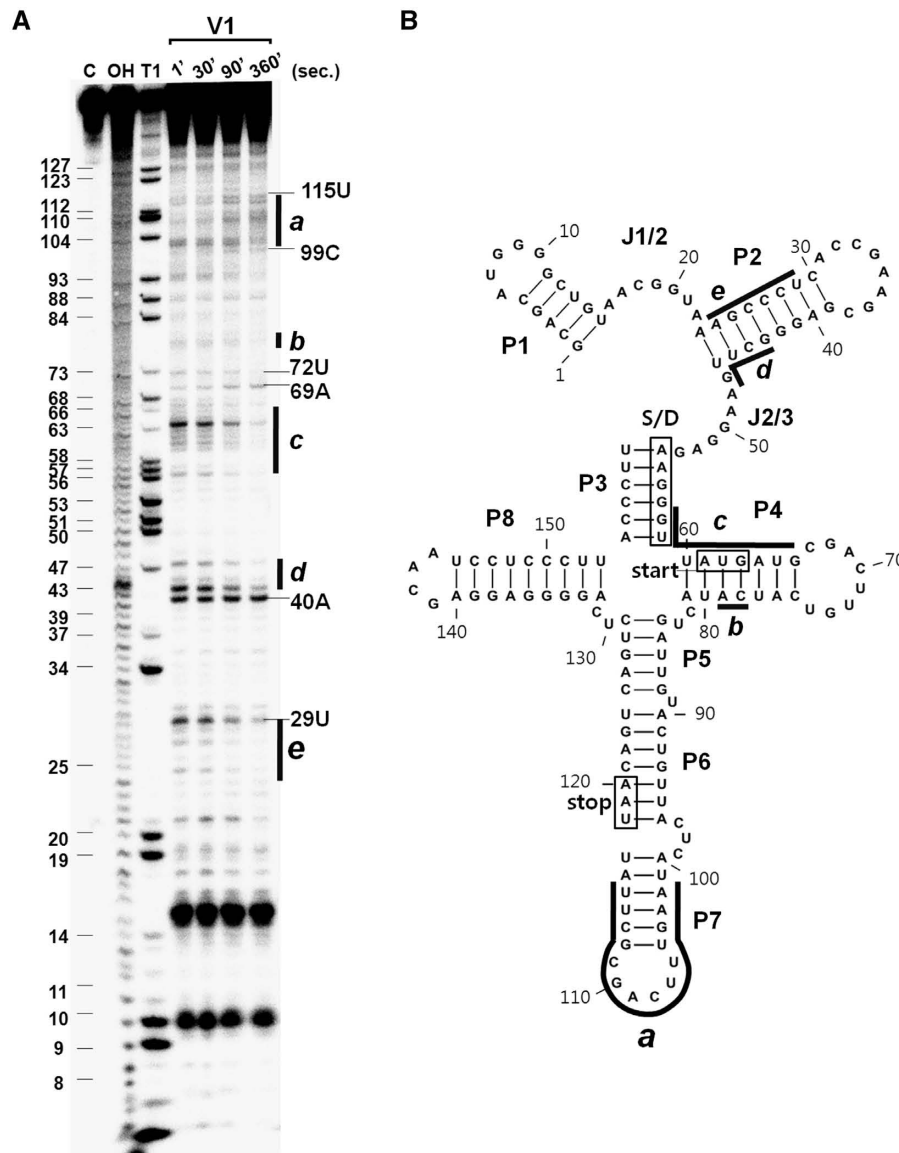 A
V1
C OH T1 1' 30' 90' 360' (sec.)
127
123
112
110
104
93
88
84
73
68
66
63
58
57
56
53
51
50
47
43
39
37
34
25
20
19
14
11
10
9
8
115U
a
99C
b
72U
69A
c
d
40A
29U
e
B
10
J1/2
20
P2
30
e
P1
1
40
d
J2/3
50
S/D
P3
A A G G G U
U U C C C A
60
c
P4
70
start
A U G
80
b
P8
150
140
130
P5
90
P6
120
stop
A A U
100
P7
110
a